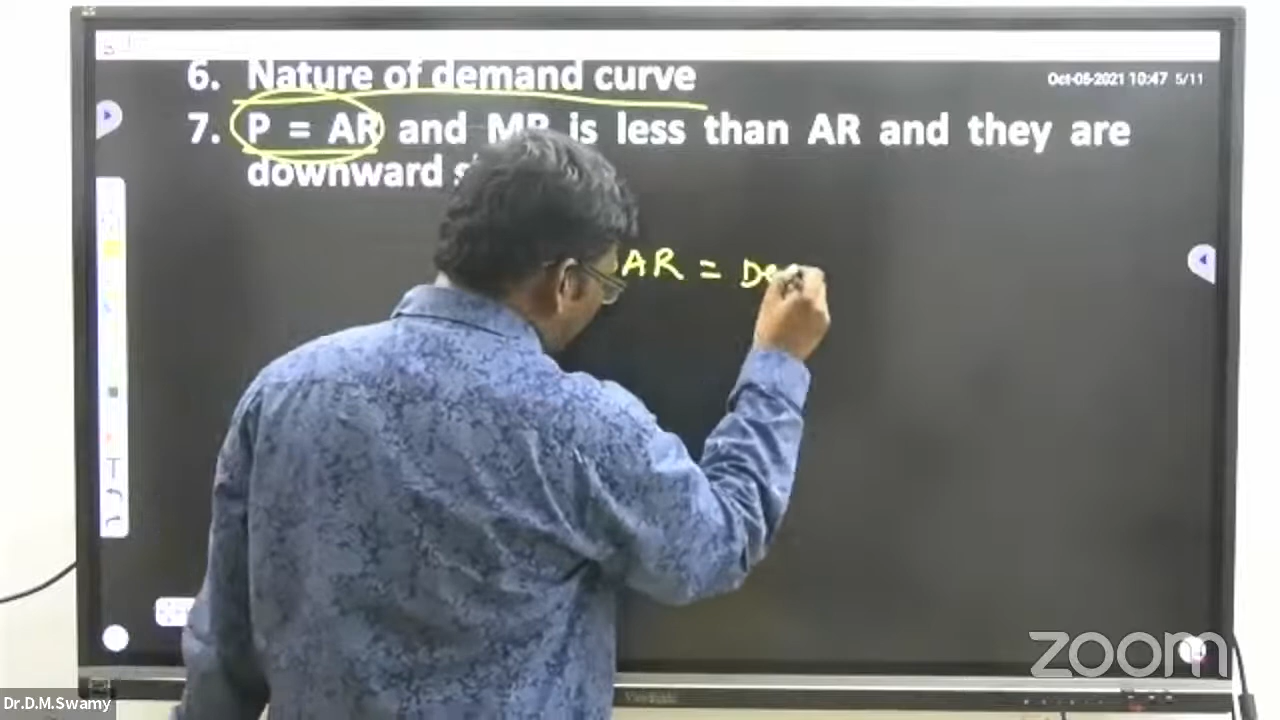 Oct-05-2021 10:47 5/11
6. Nature of demand curve
7. P = AR and MR is less than AR and they are
downward
AR =
zoom
ViewSonic
Dr.D.M.Swamy